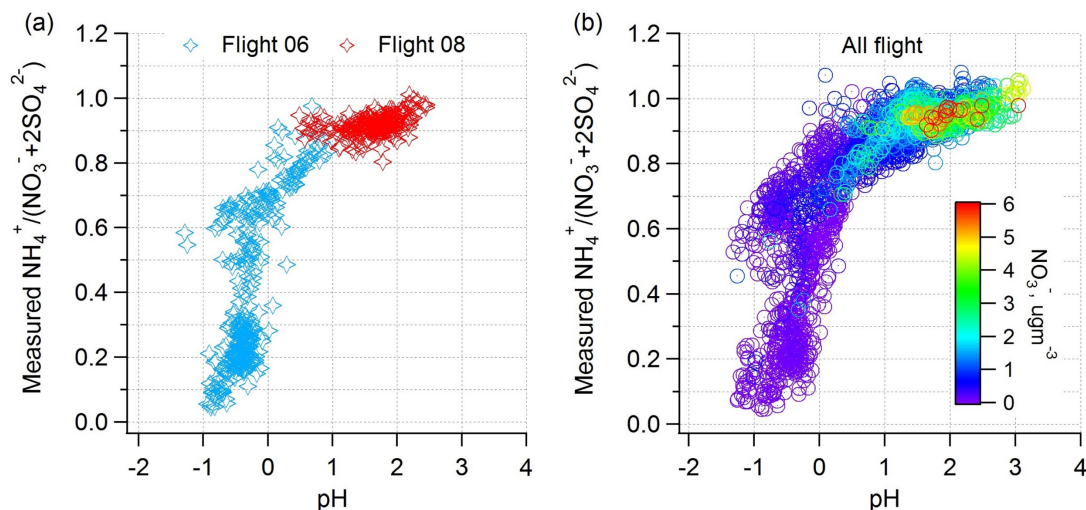 (a)
Flight 06
Flight 08
1.2
1.0
0.8
0.6
0.4
0.2
0.0
Measured NH₄⁺/(NO₃⁻+2SO₄²⁻)
-2 -1 0 1 2 3 4
pH
(b)
All flight
1.2
1.0
0.8
0.6
0.4
0.2
0.0
Measured NH₄⁺/(NO₃⁻+2SO₄²⁻)
6
5
4
3
2
1
0
NO₃⁻, ugm⁻³
-2 -1 0 1 2 3 4
pH